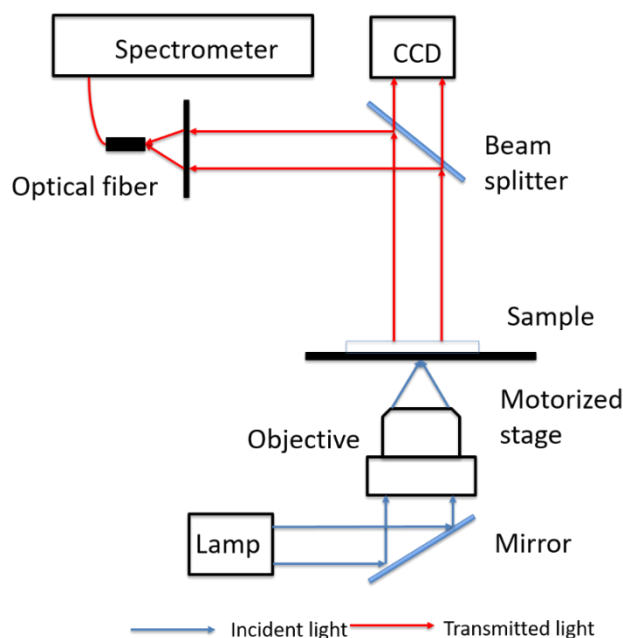 Spectrometer
CCD
Beam
splitter
Optical fiber
Sample
Motorized
stage
Objective
Lamp
Mirror
Incident light
Transmitted light